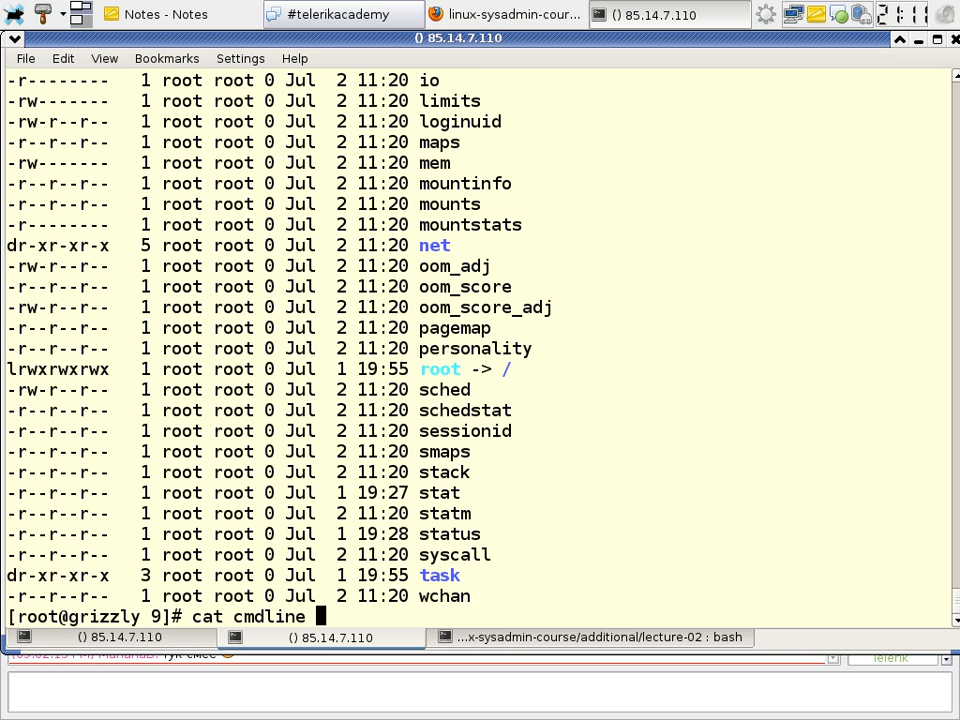 Notes - Notes
#telerikacademy
linux-sysadmin-cour...
() 85.14.7.110
21:11
() 85.14.7.110
File Edit View Bookmarks Settings Help
-r-------- 1 root root 0 Jul 2 11:20 io
-rw------- 1 root root 0 Jul 2 11:20 limits
-rw-r--r-- 1 root root 0 Jul 2 11:20 loginuid
-r--r--r-- 1 root root 0 Jul 2 11:20 maps
-rw------- 1 root root 0 Jul 2 11:20 mem
-r--r--r-- 1 root root 0 Jul 2 11:20 mountinfo
-r--r--r-- 1 root root 0 Jul 2 11:20 mounts
-r-------- 1 root root 0 Jul 2 11:20 mountstats
dr-xr-xr-x 5 root root 0 Jul 2 11:20 net
-rw-r--r-- 1 root root 0 Jul 2 11:20 oom_adj
-r--r--r-- 1 root root 0 Jul 2 11:20 oom_score
-rw-r--r-- 1 root root 0 Jul 2 11:20 oom_score_adj
-r--r--r-- 1 root root 0 Jul 2 11:20 pagemap
-r--r--r-- 1 root root 0 Jul 2 11:20 personality
lrwxrwxrwx 1 root root 0 Jul 1 19:55 root -> /
-rw-r--r-- 1 root root 0 Jul 2 11:20 sched
-r--r--r-- 1 root root 0 Jul 2 11:20 schedstat
-r--r--r-- 1 root root 0 Jul 2 11:20 sessionid
-r--r--r-- 1 root root 0 Jul 2 11:20 smaps
-r--r--r-- 1 root root 0 Jul 2 11:20 stack
-r--r--r-- 1 root root 0 Jul 1 19:27 stat
-r--r--r-- 1 root root 0 Jul 2 11:20 statm
-r--r--r-- 1 root root 0 Jul 1 19:28 status
-r--r--r-- 1 root root 0 Jul 2 11:20 syscall
dr-xr-xr-x 3 root root 0 Jul 1 19:55 task
-r--r--r-- 1 root root 0 Jul 2 11:20 wchan
[root@grizzly 9]# cat cmdline
() 85.14.7.110
() 85.14.7.110
...x-sysadmin-course/additional/lecture-02 : bash
Telerik